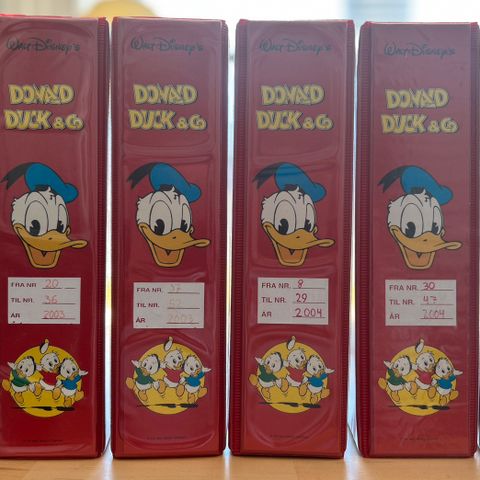 Walt Disney's
DONALD
DUCK & Co
FRA NR. 20
TIL NR. 36
ÅR 2003
Walt Disney's
DONALD
DUCK & Co
FRA NR. 37
TIL NR. 52
ÅR 2003
Walt Disney's
DONALD
DUCK & Co
FRA NR. 8
TIL NR. 29
ÅR 2004
Walt Disney's
DONALD
DUCK & Co
FRA NR. 30
TIL NR. 47
ÅR 2004